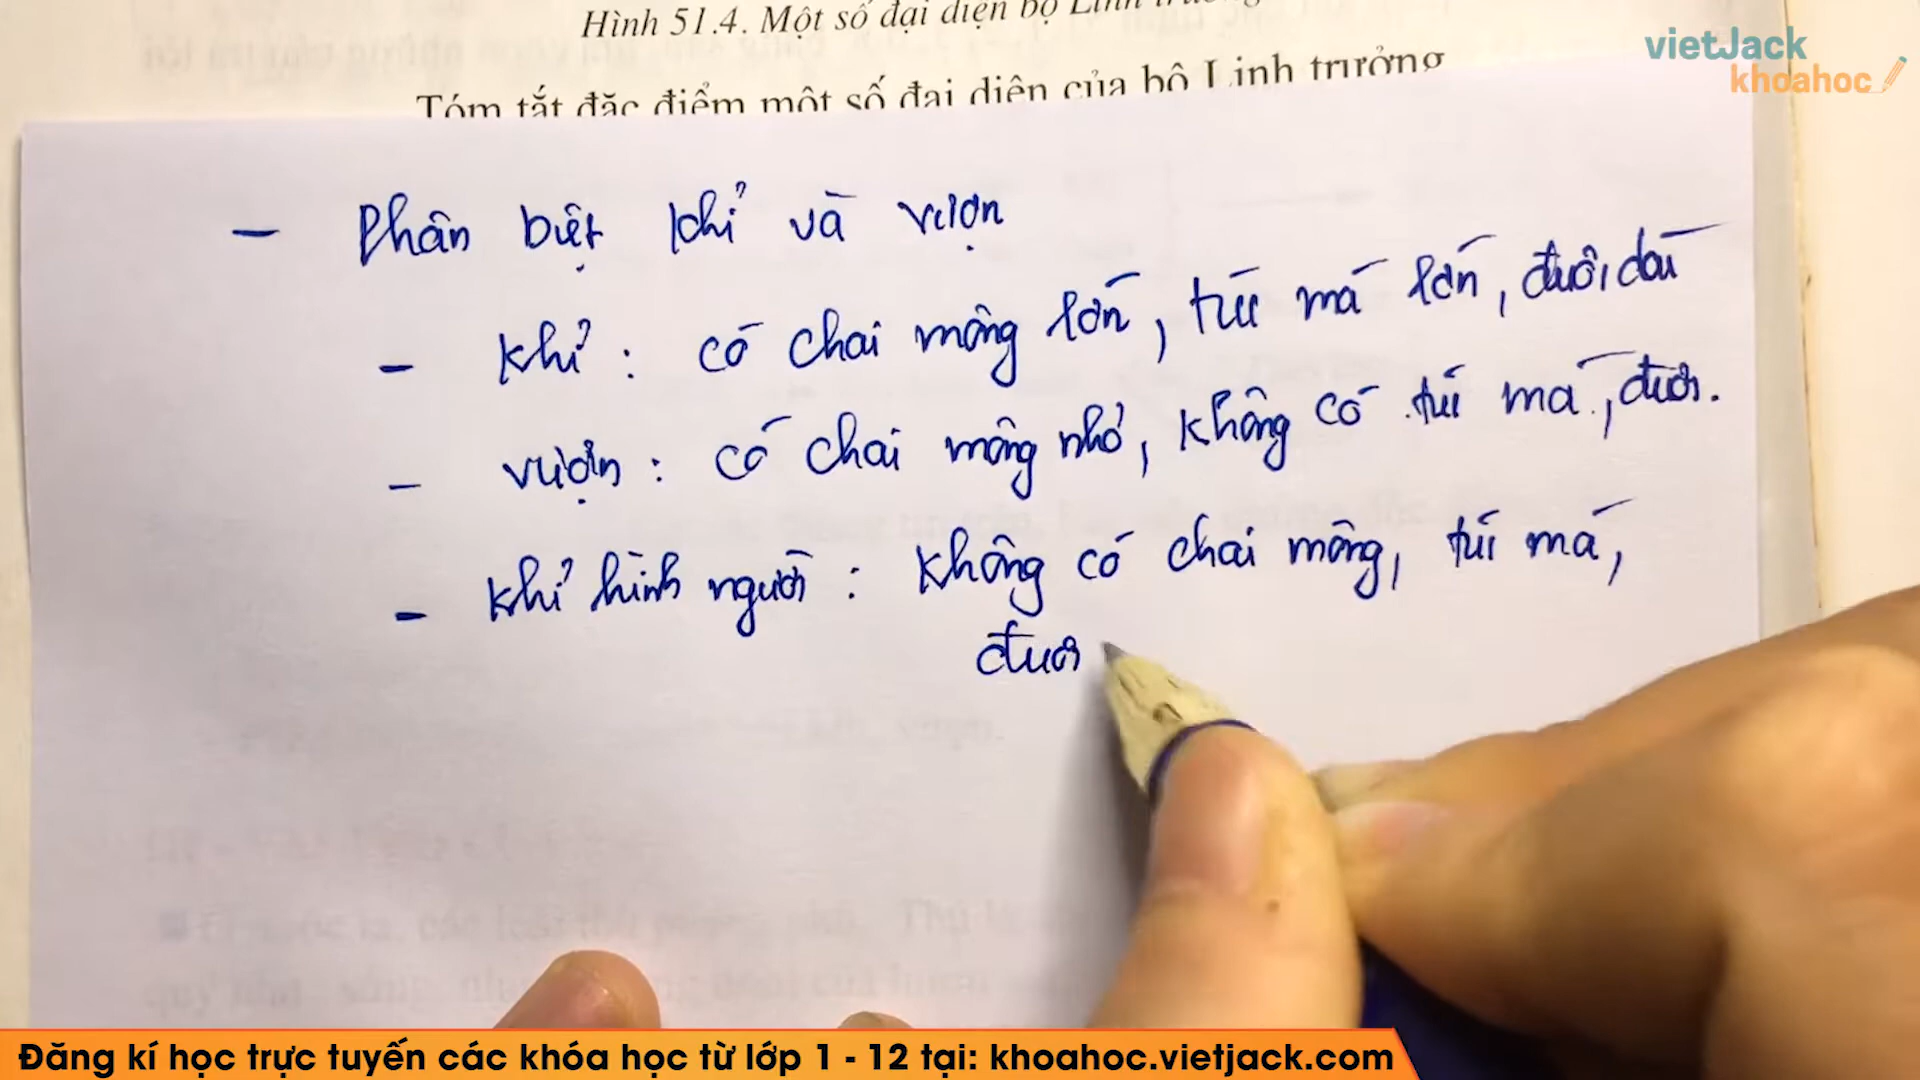 Hình 51.4. Một số đại diện bộ Linh
vietJack
khoahoc
Tóm tắt đặc điểm một số đại diện của bộ Linh trưởng
- Phân biệt khỉ và vượn
- Khỉ: có chai mông lớn, túi má lớn, đuôi dài
- vượn: có chai mông nhỏ, không có túi má, đuôi.
- khỉ hình người: không có chai mông, túi má,
đuôi
Đăng kí học trực tuyến các khóa học từ lớp 1 - 12 tại: khoahoc.vietjack.com